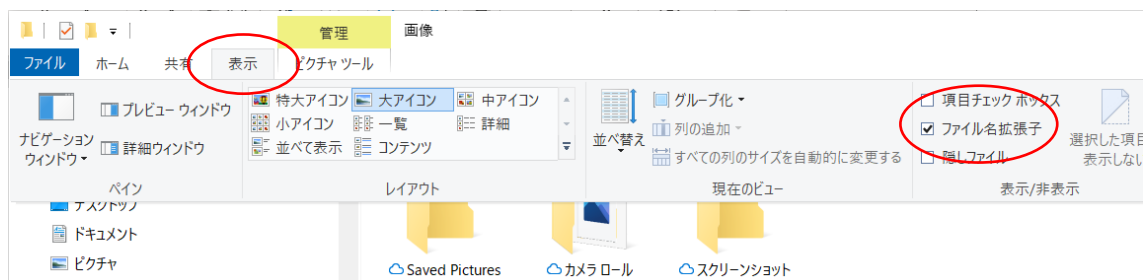 管理
画像
ファイル
ホーム
共有
表示
ピクチャ ツール
ナビゲーション
ウィンドウ
プレビュー ウィンドウ
詳細ウィンドウ
ペイン
特大アイコン
大アイコン
中アイコン
小アイコン
一覧
詳細
並べて表示
コンテンツ
レイアウト
並べ替え
グループ化
列の追加
すべての列のサイズを自動的に変更する
現在のビュー
項目チェック ボックス
ファイル名拡張子
隠しファイル
選択した項目
表示しない
表示/非表示
デスクトップ
ドキュメント
ピクチャ
Saved Pictures
カメラ ロール
スクリーンショット